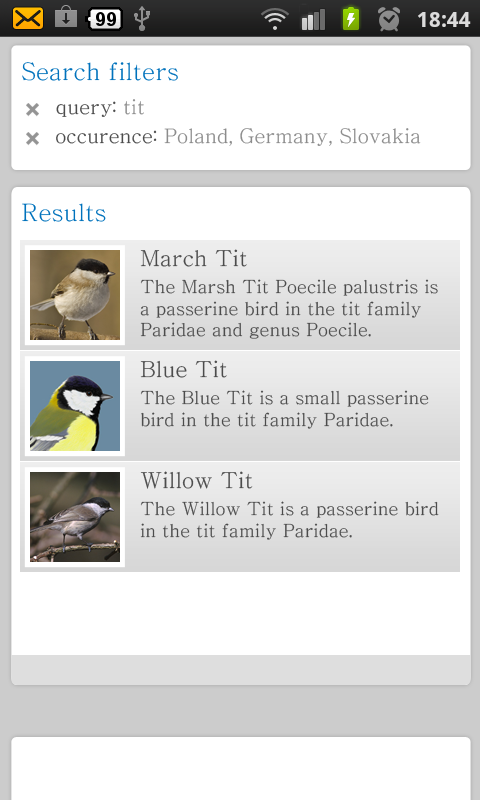 99
18:44
Search filters
query: tit
occurence: Poland, Germany, Slovakia
Results
March Tit
The Marsh Tit Poecile palustris is
a passerine bird in the tit family
Paridae and genus Poecile.
Blue Tit
The Blue Tit is a small passerine
bird in the tit family Paridae.
Willow Tit
The Willow Tit is a passerine bird
in the tit family Paridae.